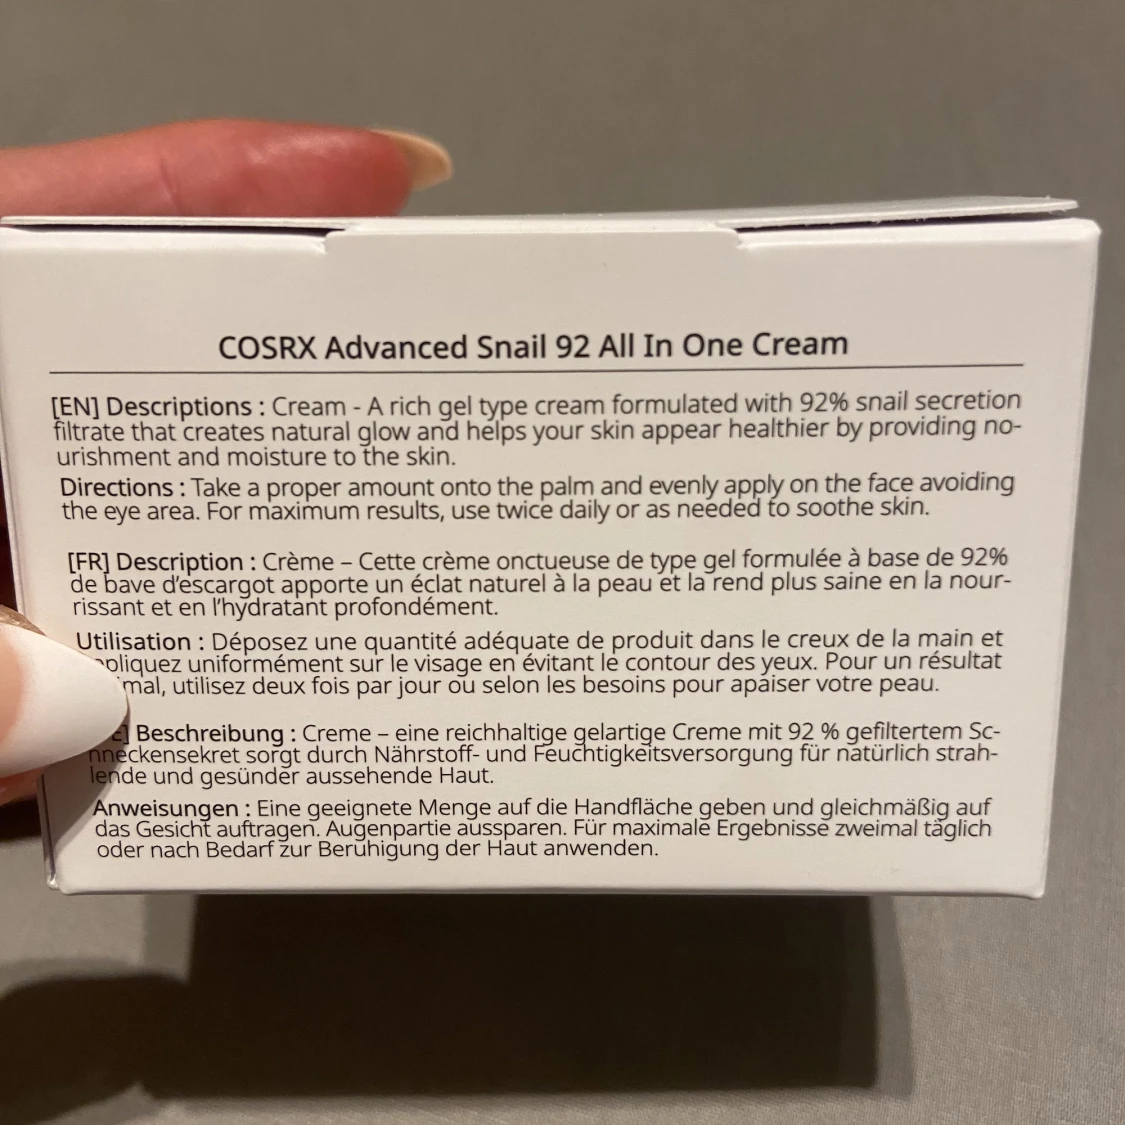 COSRX Advanced Snail 92 All In One Cream
[EN] Descriptions : Cream - A rich gel type cream formulated with 92% snail secretion
filtrate that creates natural glow and helps your skin appear healthier by providing no-
urishment and moisture to the skin.
Directions : Take a proper amount onto the palm and evenly apply on the face avoiding
the eye area. For maximum results, use twice daily or as needed to soothe skin.
[FR] Description : Crème – Cette crème onctueuse de type gel formulée à base de 92%
de bave d'escargot apporte un éclat naturel à la peau et la rend plus saine en la nour-
rissant et en l'hydratant profondément.
Utilisation : Déposez une quantité adéquate de produit dans le creux de la main et
pliquez uniformément sur le visage en évitant le contour des yeux. Pour un résultat
mal, utilisez deux fois par jour ou selon les besoins pour apaiser votre peau.
E] Beschreibung : Creme – eine reichhaltige gelartige Creme mit 92 % gefiltertem Sc-
hneckensekret sorgt durch Nährstoff- und Feuchtigkeitsversorgung für natürlich strah-
lende und gesünder aussehende Haut.
Anweisungen : Eine geeignete Menge auf die Handfläche geben und gleichmäßig auf
das Gesicht auftragen. Augenpartie aussparen. Für maximale Ergebnisse zweimal täglich
oder nach Bedarf zur Beruhigung der Haut anwenden.